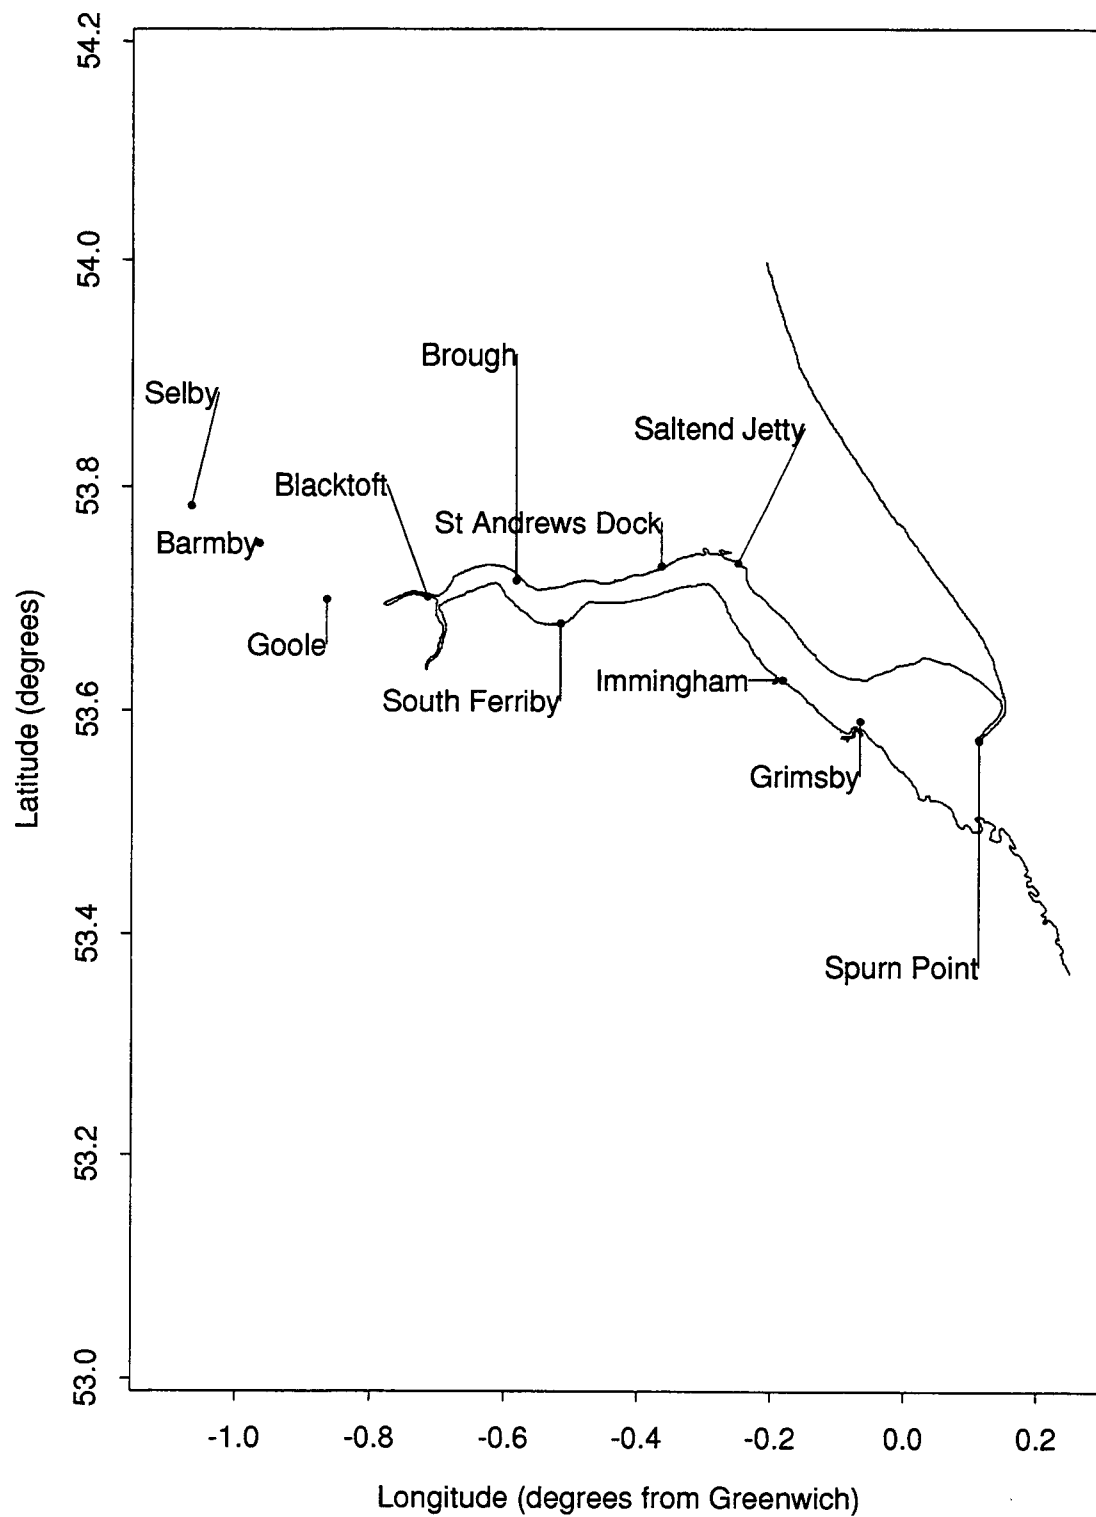 54.2
54.0
53.8
53.6
53.4
53.2
53.0
Latitude (degrees)
Brough
Selby
Saltend Jetty
Blacktoft
St Andrews Dock
Barmby
Goole
Immingham
South Ferriby
Grimsby
Spurn Point
-1.0 -0.8 -0.6 -0.4 -0.2 0.0 0.2
Longitude (degrees from Greenwich)